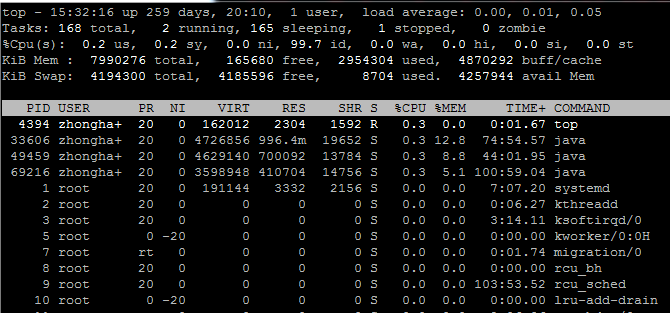 top - 15:32:16 up 259 days, 20:10, 1 user, load average: 0.00, 0.01, 0.05
Tasks: 168 total, 2 running, 165 sleeping, 1 stopped, 0 zombie
%Cpu(s): 0.2 us, 0.2 sy, 0.0 ni, 99.7 id, 0.0 wa, 0.0 hi, 0.0 si, 0.0 st
KiB Mem : 7990276 total, 165680 free, 2954304 used, 4870292 buff/cache
KiB Swap: 4194300 total, 4185596 free, 8704 used. 4257944 avail Mem
PID USER PR NI VIRT RES SHR S %CPU %MEM TIME+ COMMAND
4394 zhongha+ 20 0 162012 2304 1592 R 0.3 0.0 0:01.67 top
33606 zhongha+ 20 0 4726856 996.4m 19652 S 0.3 12.8 74:54.57 java
49459 zhongha+ 20 0 4629140 700092 13784 S 0.3 8.8 44:01.95 java
69216 zhongha+ 20 0 3598948 410704 14756 S 0.3 5.1 100:59.04 java
1 root 20 0 191144 3332 2156 S 0.0 0.0 7:07.20 systemd
2 root 20 0 0 0 0 S 0.0 0.0 0:06.27 kthreadd
3 root 20 0 0 0 0 S 0.0 0.0 3:14.11 ksoftirqd/0
5 root 0 -20 0 0 0 S 0.0 0.0 0:00.00 kworker/0:0H
7 root rt 0 0 0 0 S 0.0 0.0 0:01.74 migration/0
8 root 20 0 0 0 0 S 0.0 0.0 0:00.00 rcu_bh
9 root 20 0 0 0 0 S 0.0 0.0 103:53.52 rcu_sched
10 root 0 -20 0 0 0 S 0.0 0.0 0:00.00 lru-add-drain